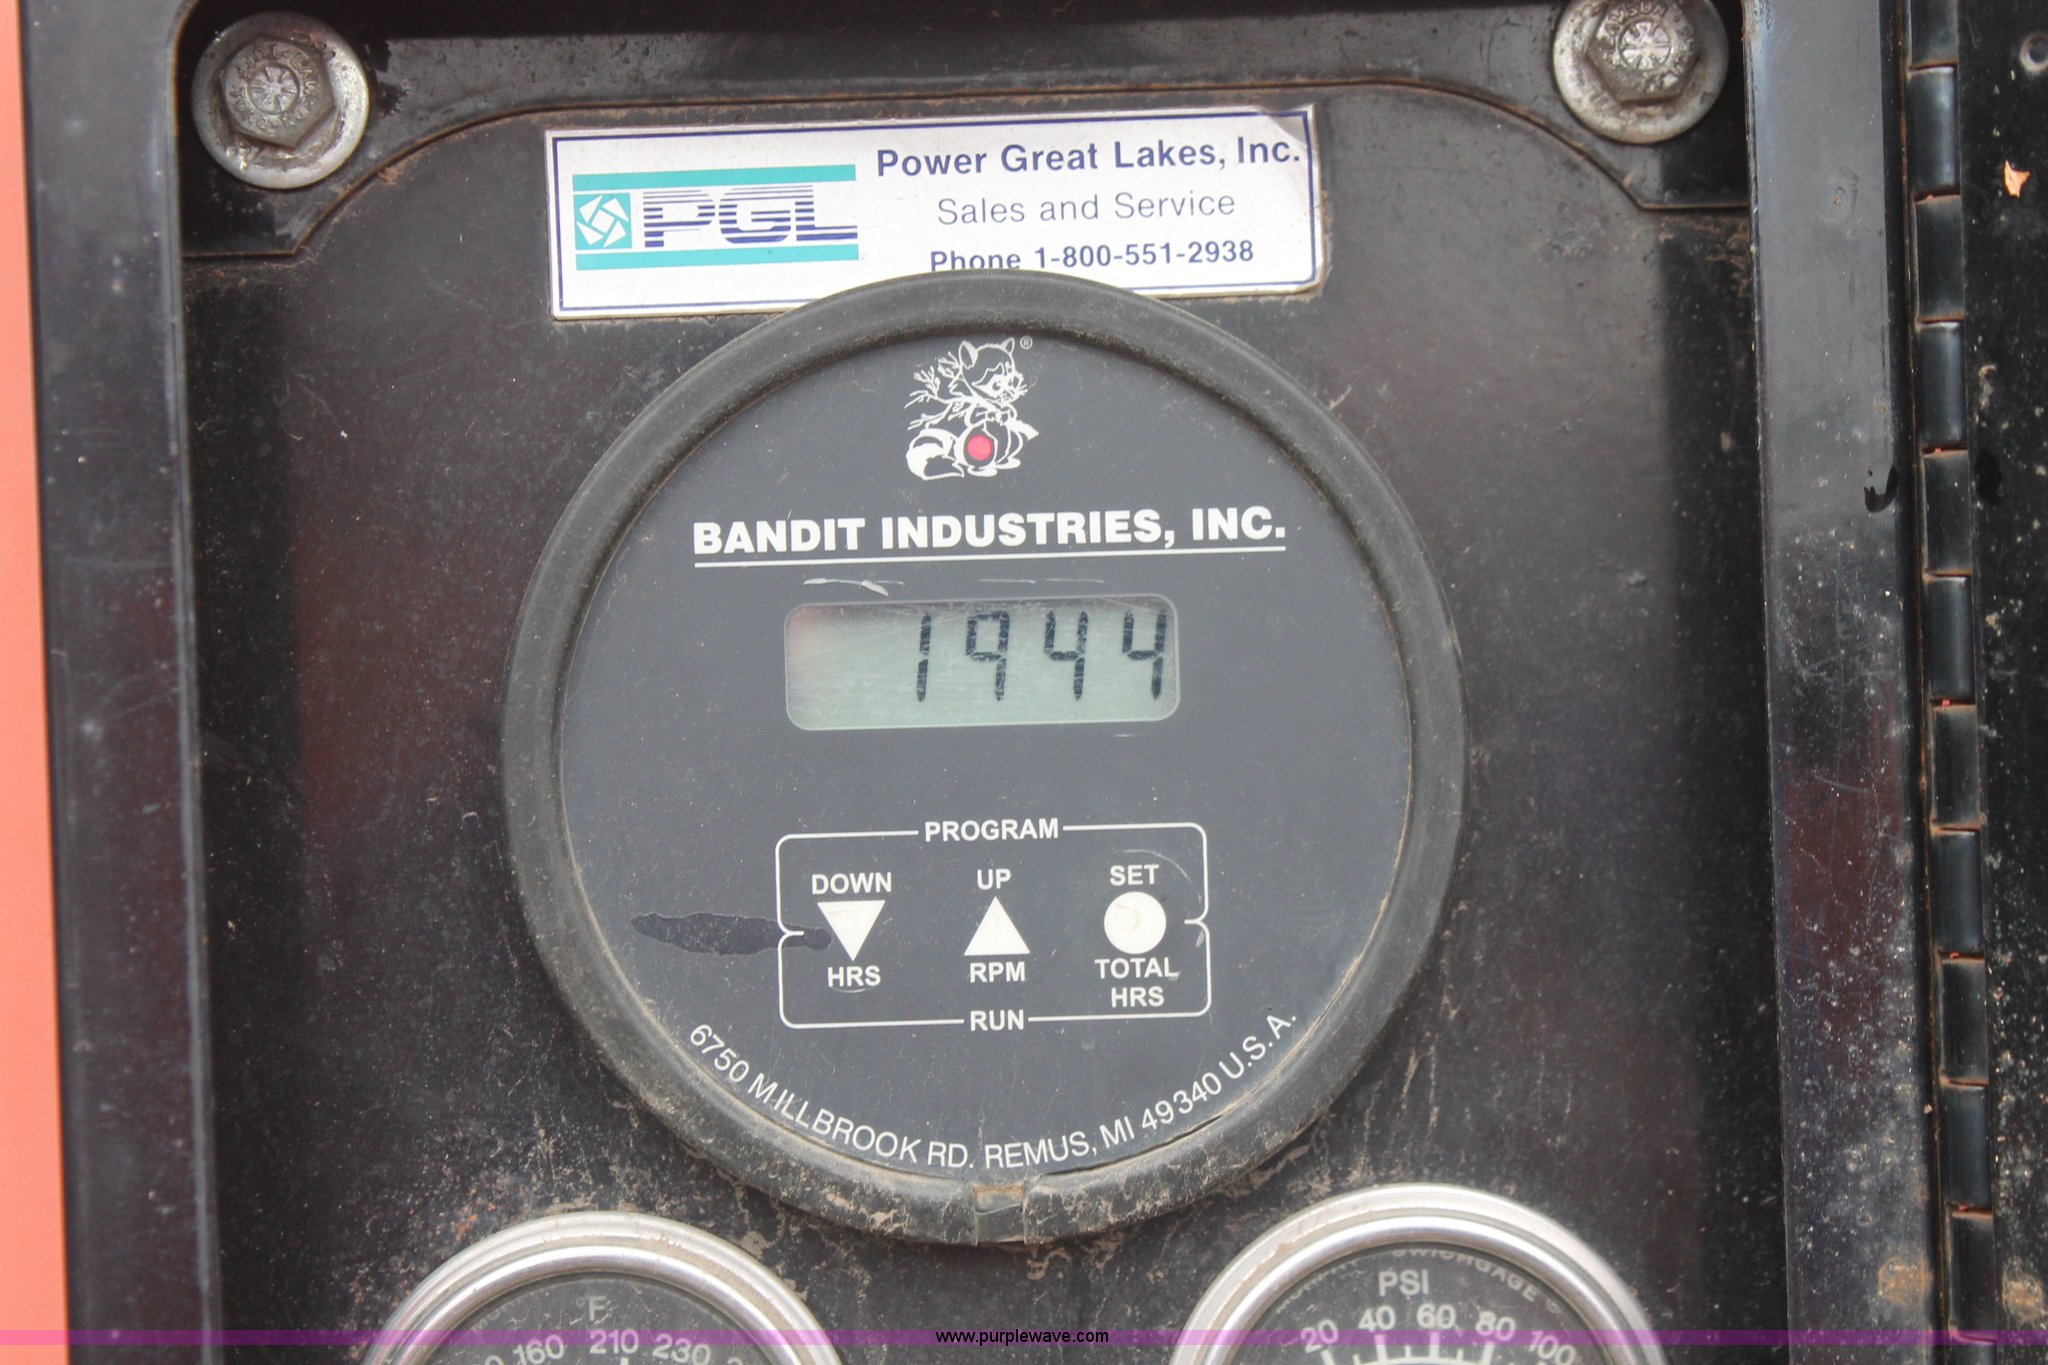 Power Great Lakes, Inc.
PGL
Sales and Service
Phone 1-800-551-2938
®
BANDIT INDUSTRIES, INC.
1944
PROGRAM
DOWN UP SET
HRS RPM TOTAL HRS
RUN
6750 MILLBROOK RD. REMUS, MI 49340 U.S.A.
°F
160 210 230
SWICHGAGE®
PSI
20 40 60 80 100
www.purplewave.com